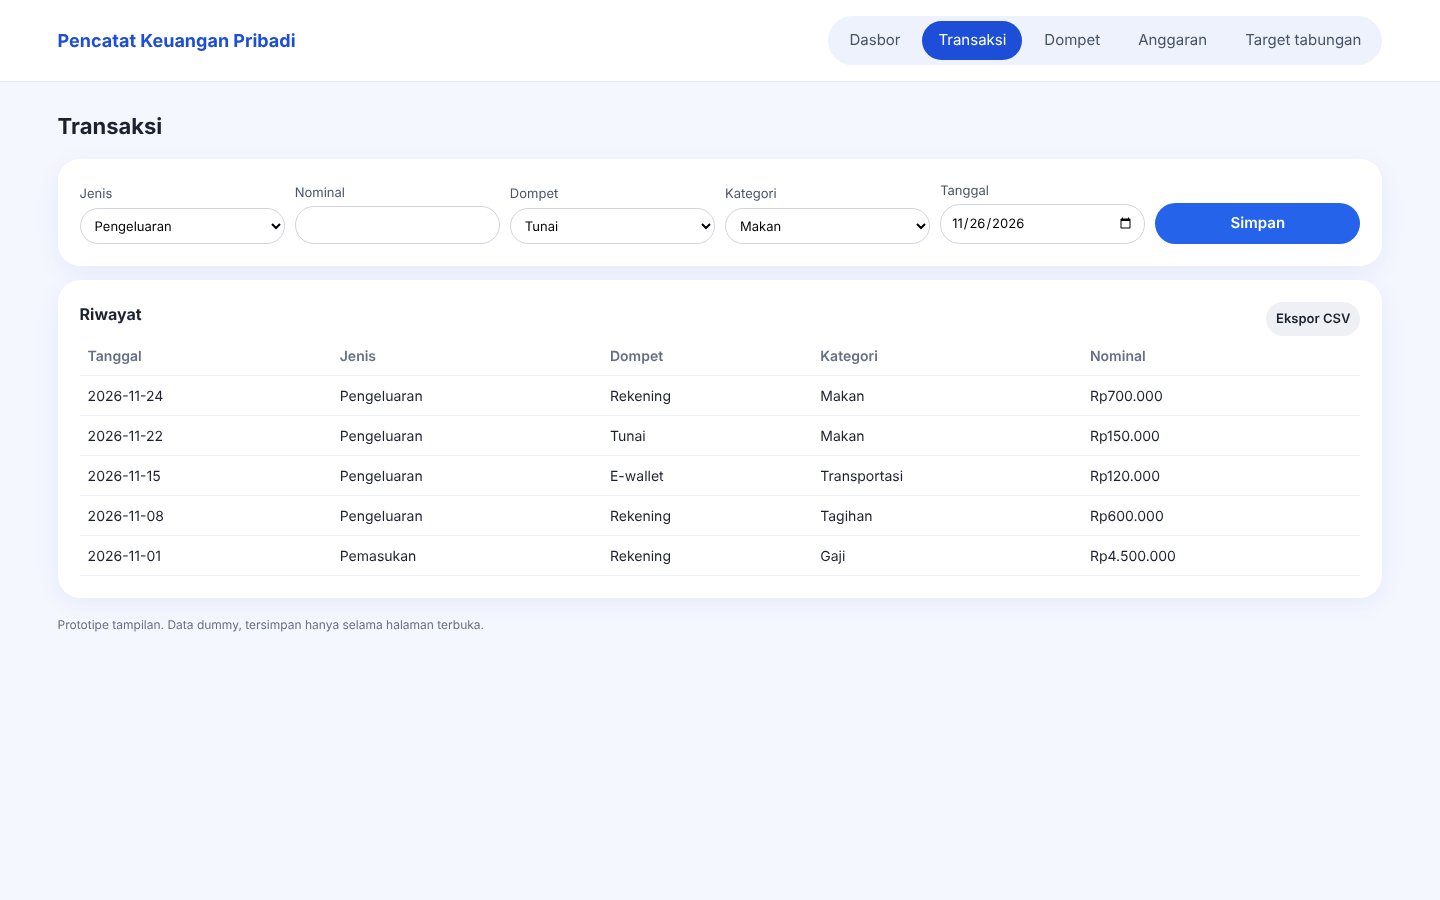 Pencatat Keuangan Pribadi
Dasbor Transaksi Dompet Anggaran Target tabungan
Transaksi
Jenis Nominal Dompet Kategori Tanggal
Pengeluaran Tunai Makan 11/26/2026 Simpan
Riwayat Ekspor CSV
Tanggal Jenis Dompet Kategori Nominal
2026-11-24 Pengeluaran Rekening Makan Rp700.000
2026-11-22 Pengeluaran Tunai Makan Rp150.000
2026-11-15 Pengeluaran E-wallet Transportasi Rp120.000
2026-11-08 Pengeluaran Rekening Tagihan Rp600.000
2026-11-01 Pemasukan Rekening Gaji Rp4.500.000
Prototipe tampilan. Data dummy, tersimpan hanya selama halaman terbuka.